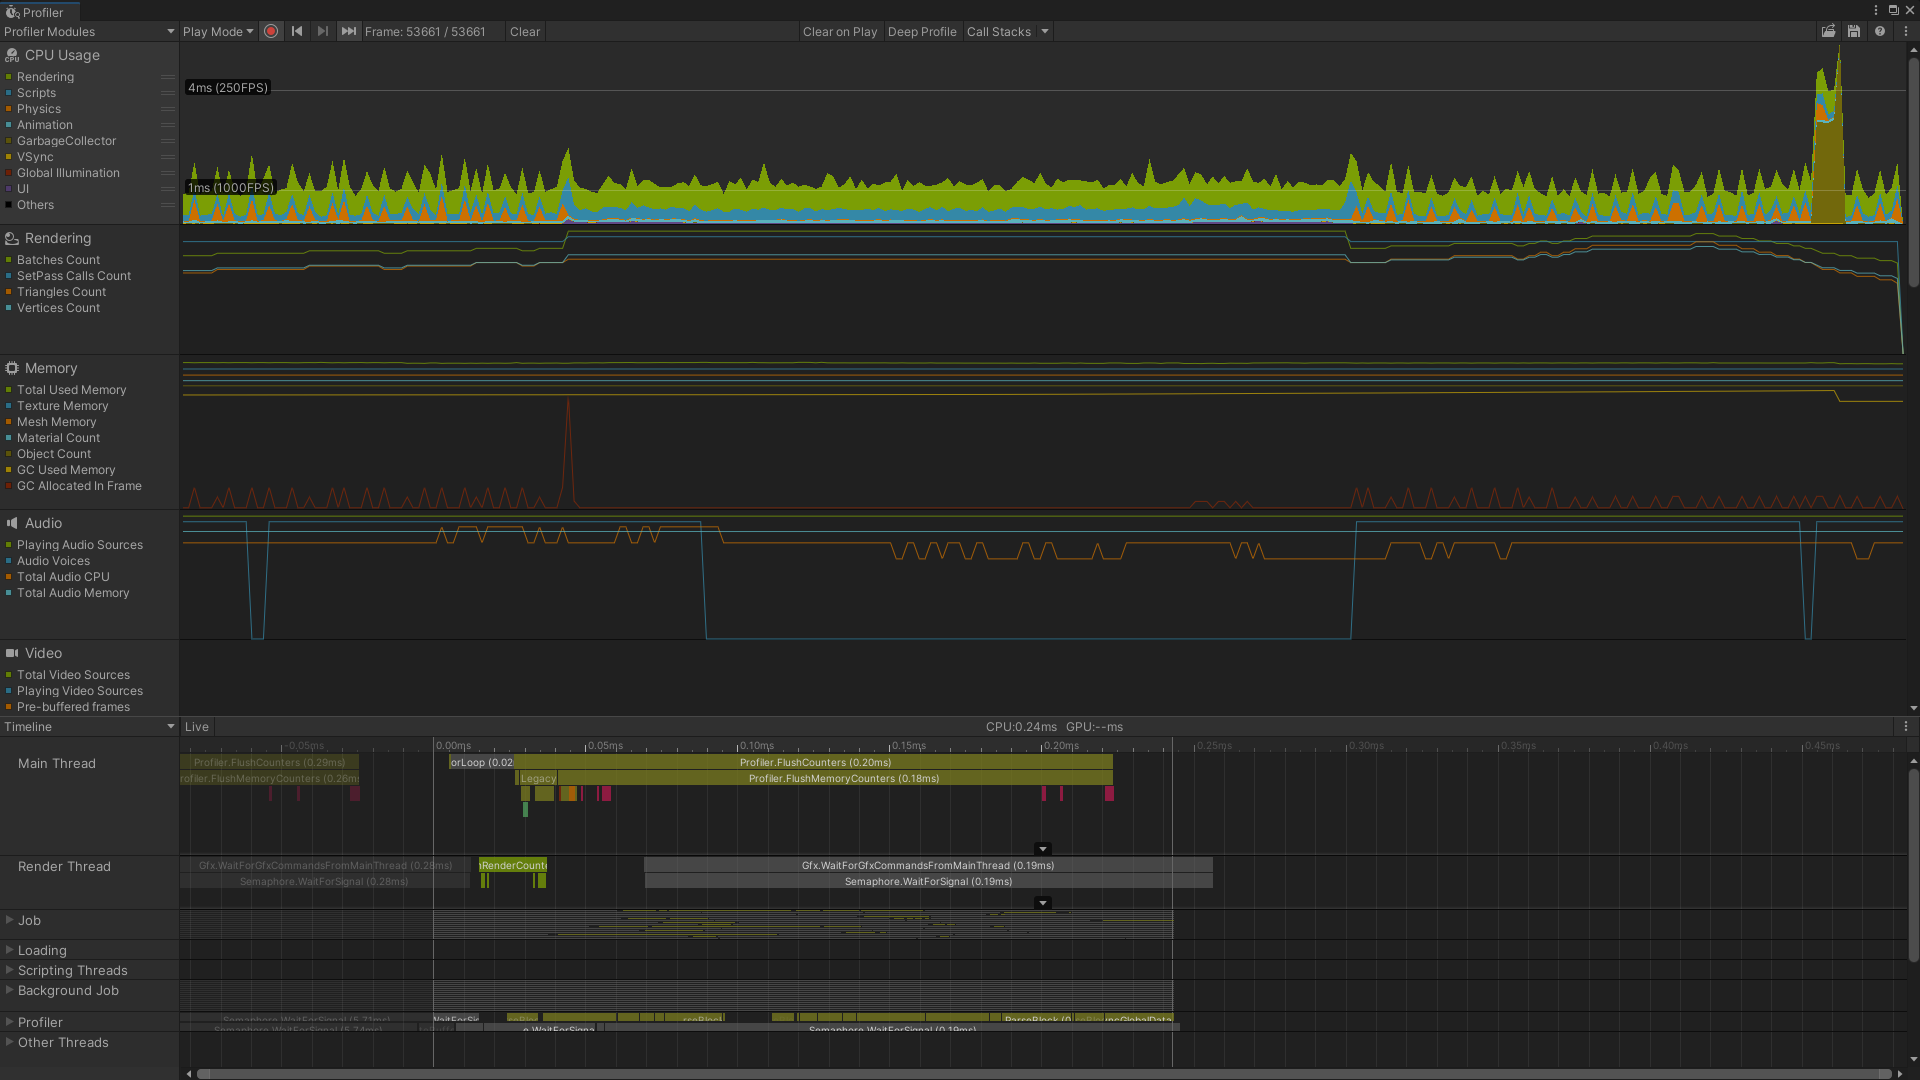 Profiler
Profiler Modules
Play Mode
Frame: 53661 / 53661
Clear
Clear on Play
Deep Profile
Call Stacks
CPU Usage
Rendering
Scripts
Physics
Animation
GarbageCollector
VSync
Global Illumination
UI
Others
4ms (250FPS)
1ms (1000FPS)
Rendering
Batches Count
SetPass Calls Count
Triangles Count
Vertices Count
Memory
Total Used Memory
Texture Memory
Mesh Memory
Material Count
Object Count
GC Used Memory
GC Allocated In Frame
Audio
Playing Audio Sources
Audio Voices
Total Audio CPU
Total Audio Memory
Video
Total Video Sources
Playing Video Sources
Pre-buffered frames
Timeline
Live
CPU:0.24ms GPU:--ms
-0.05ms
0.00ms
0.05ms
0.10ms
0.15ms
0.20ms
0.25ms
0.30ms
0.35ms
0.40ms
0.45ms
Main Thread
Profiler.FlushCounters (0.29ms)
orLoop (0.02
Profiler.FlushCounters (0.20ms)
rofiler.FlushMemoryCounters (0.26m
Legacy
Profiler.FlushMemoryCounters (0.18ms)
Render Thread
Gfx.WaitForGfxCommandsFromMainThread (0.28ms)
RenderCount
Gfx.WaitForGfxCommandsFromMainThread (0.19ms)
Semaphore.WaitForSignal (0.28ms)
Semaphore.WaitForSignal (0.19ms)
Job
Loading
Scripting Threads
Background Job
Profiler
Semaphore.WaitForSignal (5.71ms)
WaitForSi
ParseBlock (0
ncGlobalData
Semaphore.WaitForSignal (5.74ms)
e.WaitForSigna
Semaphore.WaitForSignal (0.19ms)
Other Threads